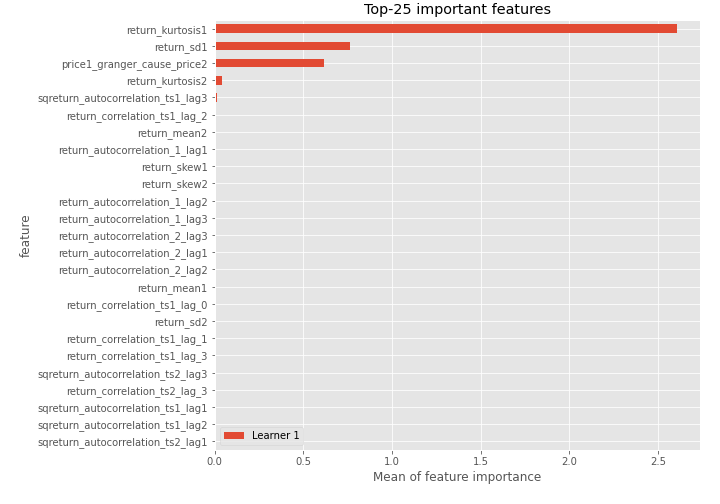 Top-25 important features
return_kurtosis1
return_sd1
price1_granger_cause_price2
return_kurtosis2
sqreturn_autocorrelation_ts1_lag3
return_correlation_ts1_lag_2
return_mean2
return_autocorrelation_1_lag1
return_skew1
return_skew2
return_autocorrelation_1_lag2
return_autocorrelation_1_lag3
return_autocorrelation_2_lag3
return_autocorrelation_2_lag1
return_autocorrelation_2_lag2
return_mean1
return_correlation_ts1_lag_0
return_sd2
return_correlation_ts1_lag_1
return_correlation_ts1_lag_3
sqreturn_autocorrelation_ts2_lag3
return_correlation_ts2_lag_3
sqreturn_autocorrelation_ts1_lag1
sqreturn_autocorrelation_ts1_lag2
sqreturn_autocorrelation_ts2_lag1
feature
Learner 1
0.0 0.5 1.0 1.5 2.0 2.5
Mean of feature importance